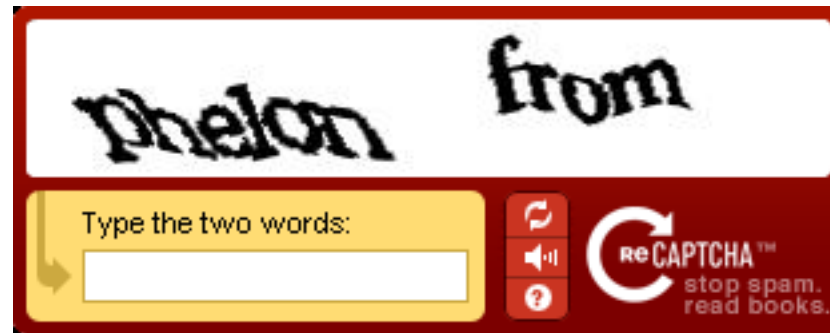 phelon from
Type the two words:
ReCAPTCHA™
stop spam.
read books.